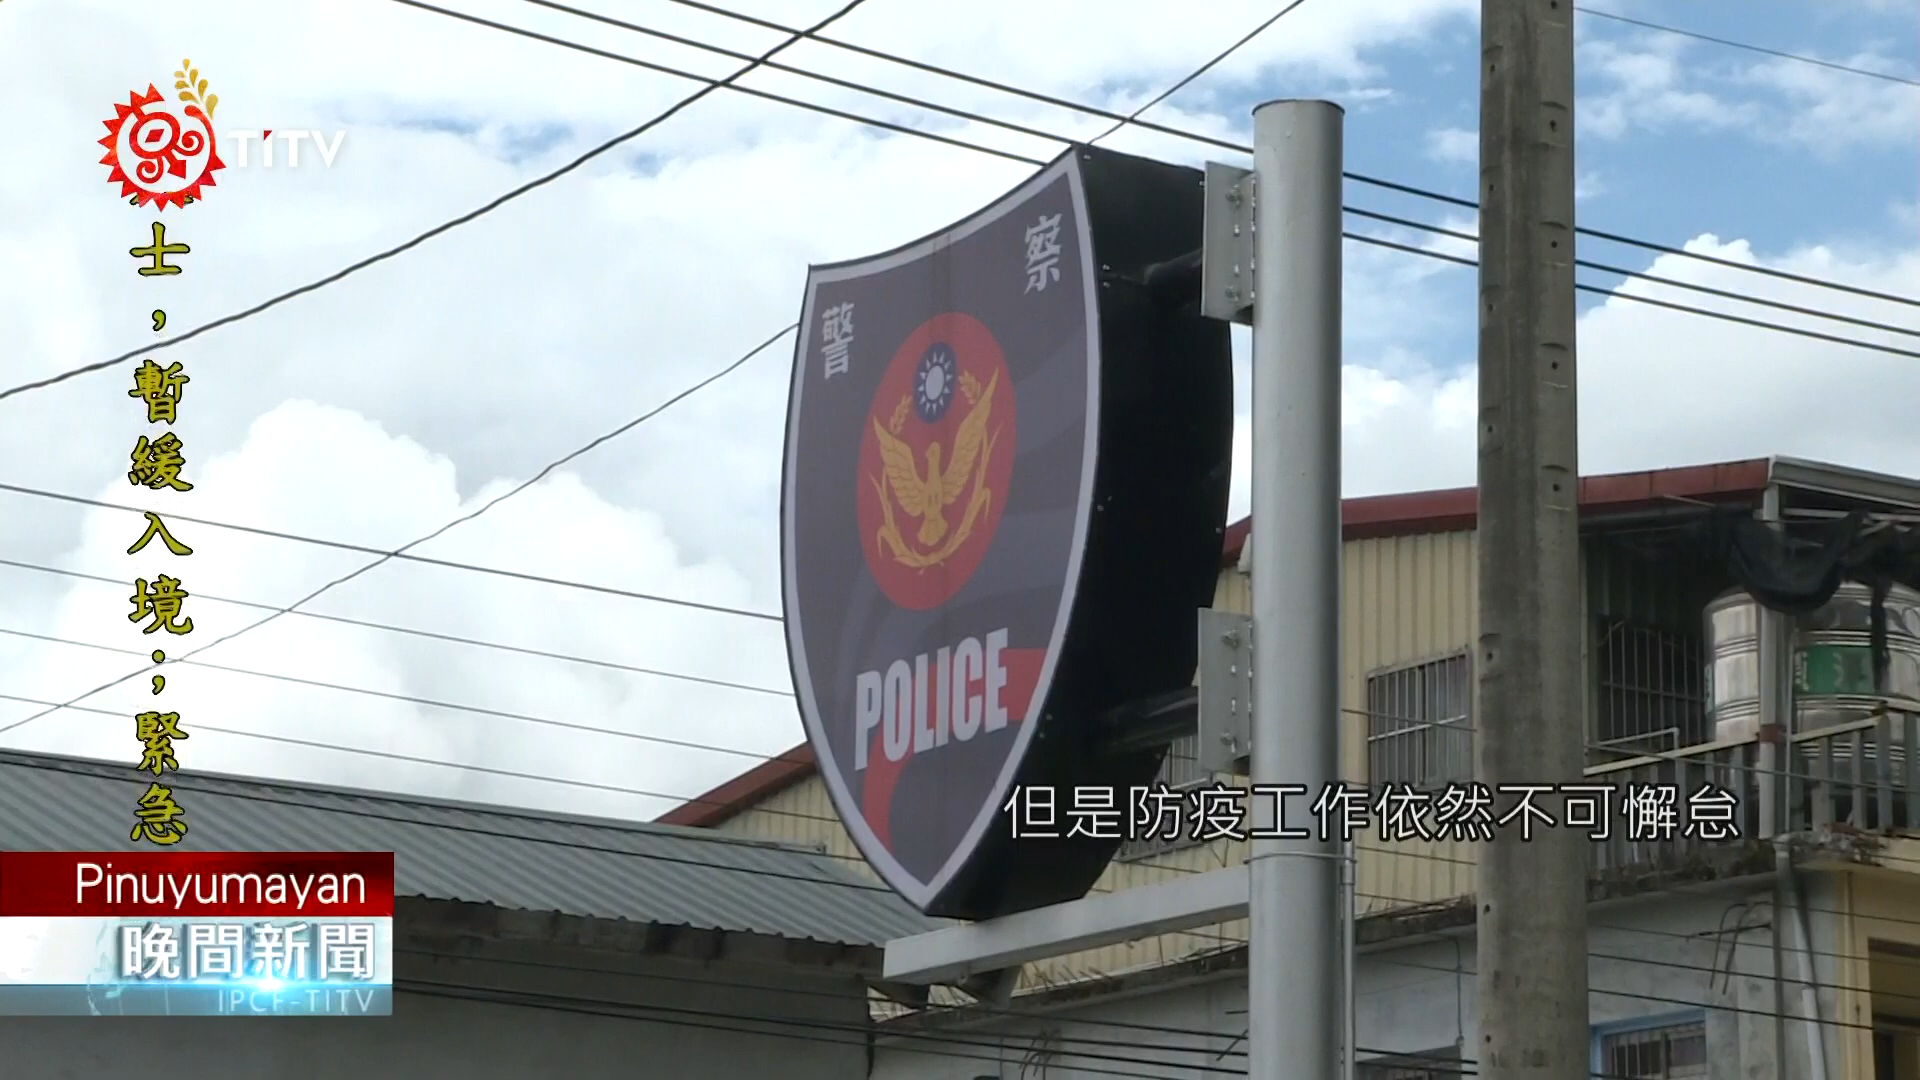 TiTV
士，暫緩入境；緊急
警 察
POLICE
但是防疫工作依然不可懈怠
Pinuyumayan
晚間新聞
IPCF-TITV